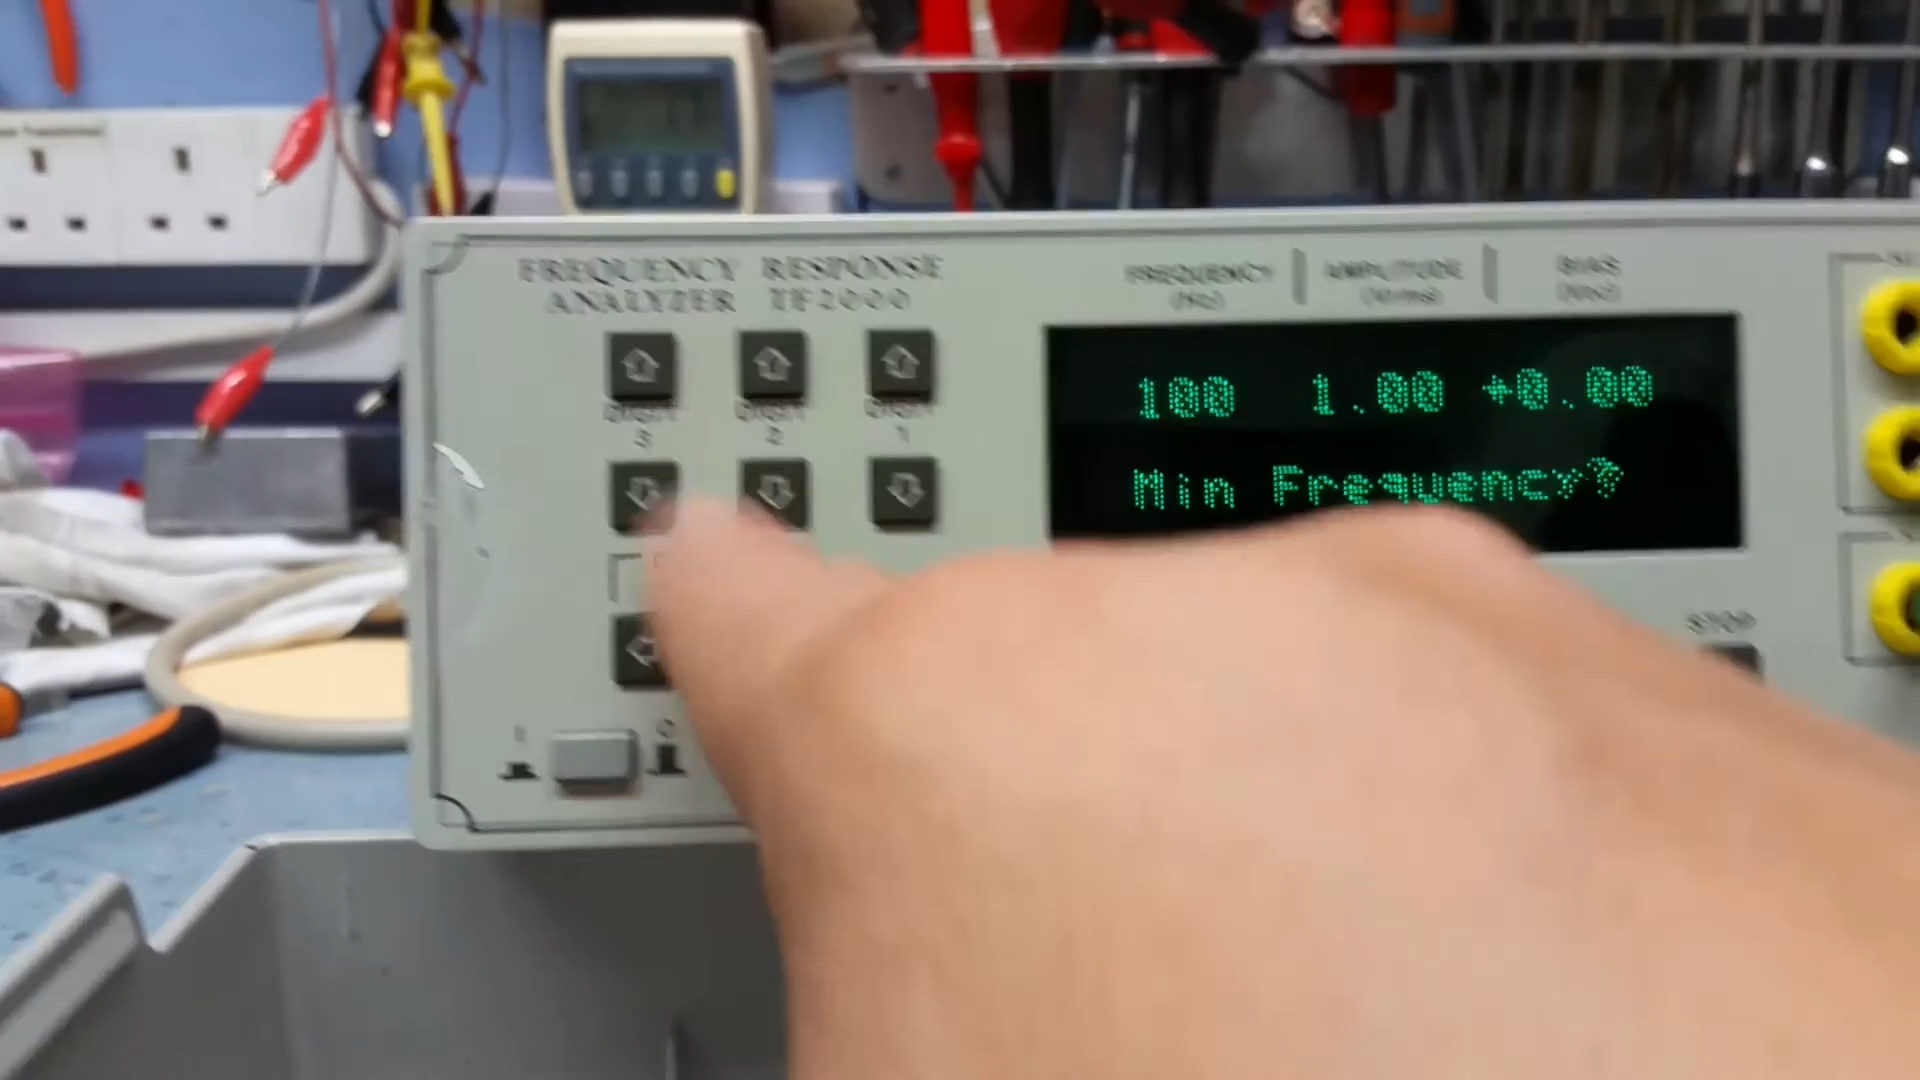 FREQUENCY RESPONSE
ANALYZER TF2000
FREQUENCY
(Hz)
AMPLITUDE
(Vrms)
BIAS
(Vdc)
100 1.00 +0.00
Min Frequency?
DIGIT
3
DIGIT
2
DIGIT
1
STOP
I
O